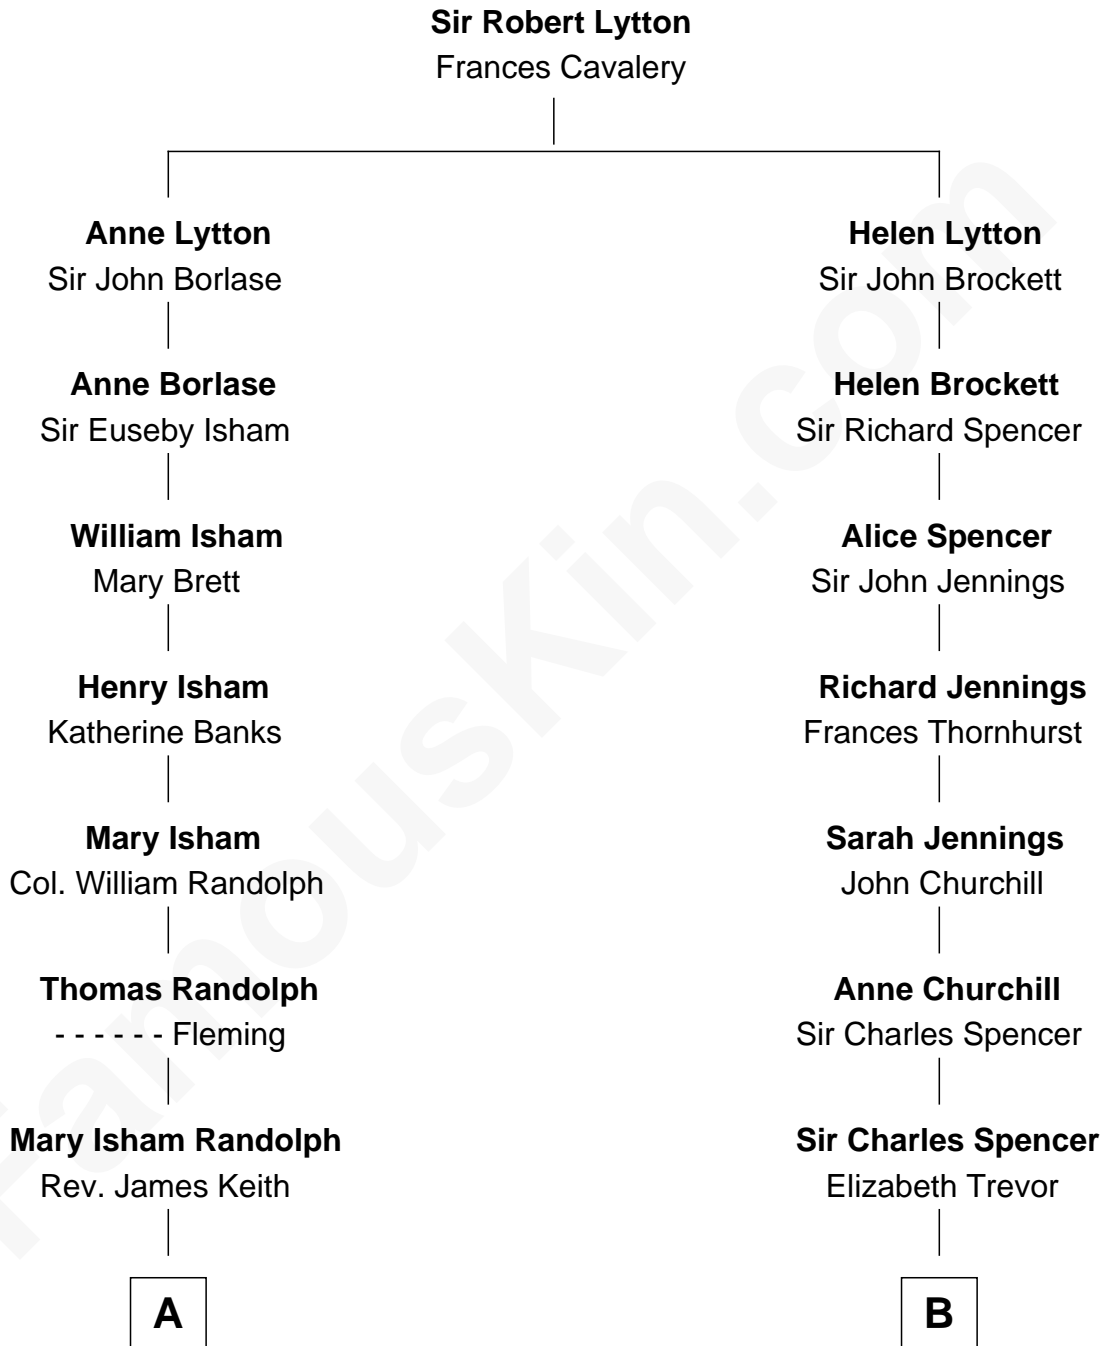 Sir Robert Lytton
Frances Cavalery
Anne Lytton
Sir John Borlase
Helen Lytton
Sir John Brockett
Anne Borlase
Sir Euseby Isham
Helen Brockett
Sir Richard Spencer
William Isham
Mary Brett
Alice Spencer
Sir John Jennings
Henry Isham
Katherine Banks
Richard Jennings
Frances Thornhurst
Mary Isham
Col. William Randolph
Sarah Jennings
John Churchill
Thomas Randolph
- - - - - - Fleming
Anne Churchill
Sir Charles Spencer
Mary Isham Randolph
Rev. James Keith
Sir Charles Spencer
Elizabeth Trevor
A
B
FamousKin.com